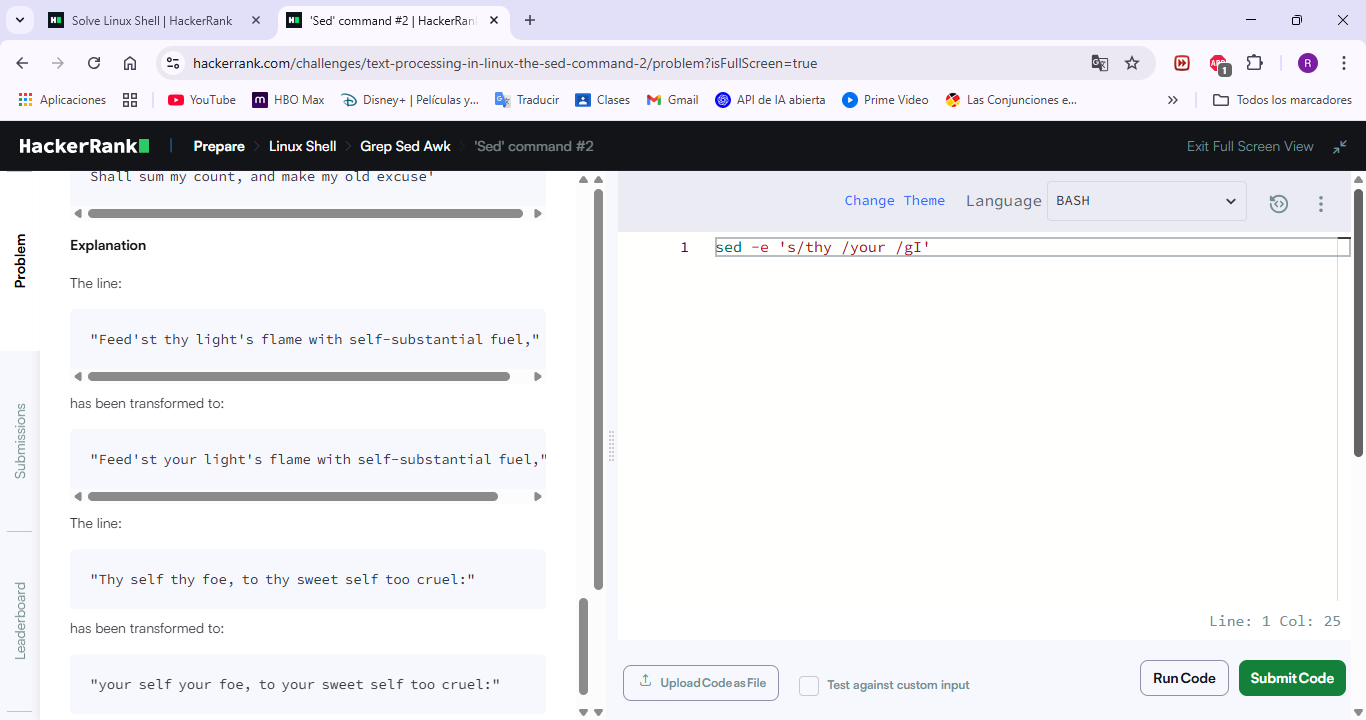 Solve Linux Shell | HackerRank
'Sed' command #2 | HackerRan
hackerrank.com/challenges/text-processing-in-linux-the-sed-command-2/problem?isFullScreen=true
1
R
Aplicaciones
YouTube
HBO Max
Disney+ | Películas y...
Traducir
Clases
Gmail
API de IA abierta
Prime Video
Las Conjunciones e...
»
Todos los marcadores
HackerRank
|
Prepare
Linux Shell
Grep Sed Awk
'Sed' command #2
Exit Full Screen View
Problem
Submissions
Leaderboard
Shall sum my count, and make my old excuse'
Explanation
The line:
"Feed'st thy light's flame with self-substantial fuel,"
has been transformed to:
"Feed'st your light's flame with self-substantial fuel,"
The line:
"Thy self thy foe, to thy sweet self too cruel:"
has been transformed to:
"your self your foe, to your sweet self too cruel:"
Change Theme
Language
BASH
1
sed -e 's/thy /your /gI'
Line: 1 Col: 25
Upload Code as File
Test against custom input
Run Code
Submit Code